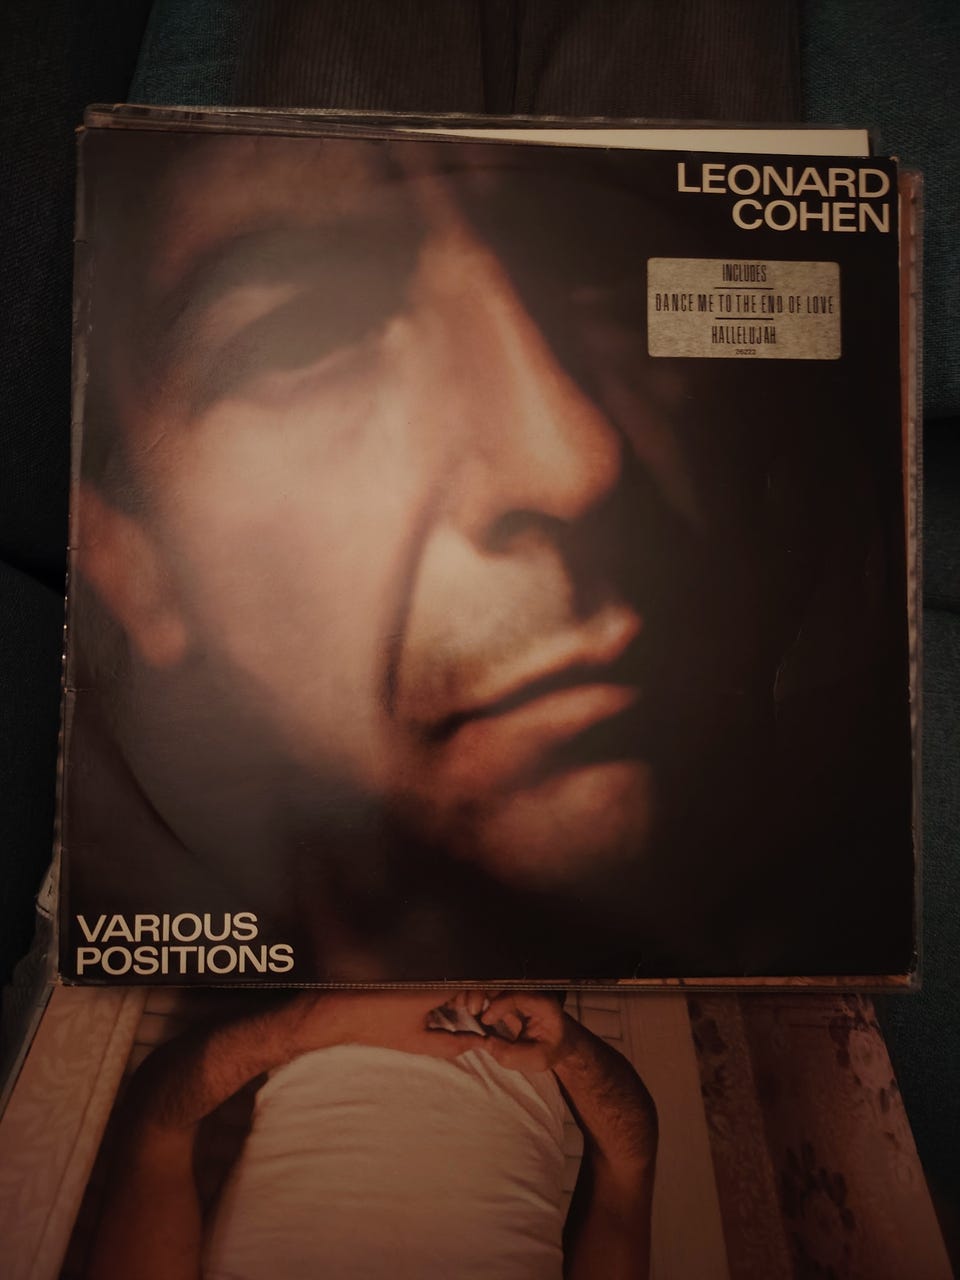 LEONARD
COHEN
INCLUDES
DANCE ME TO THE END OF LOVE
HALLELUJAH
26222
VARIOUS
POSITIONS